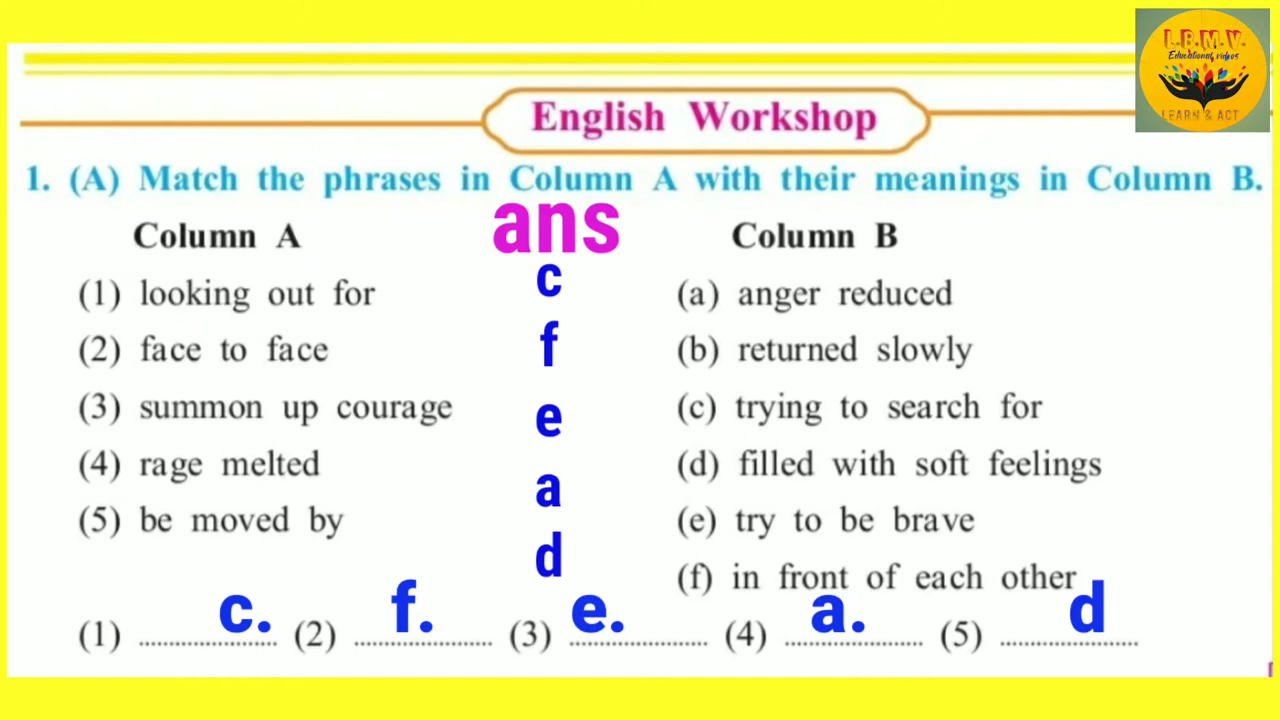 L.B.M.V.
Educational videos
LEARN & ACT
English Workshop
1. (A) Match the phrases in Column A with their meanings in Column B.
ans
Column A Column B
(1) looking out for c (a) anger reduced
(2) face to face f (b) returned slowly
(3) summon up courage e (c) trying to search for
(4) rage melted a (d) filled with soft feelings
(5) be moved by d (e) try to be brave
(f) in front of each other
(1) ........................ c. (2) ........................ f. (3) ........................ e. (4) ........................ a. (5) ........................ d